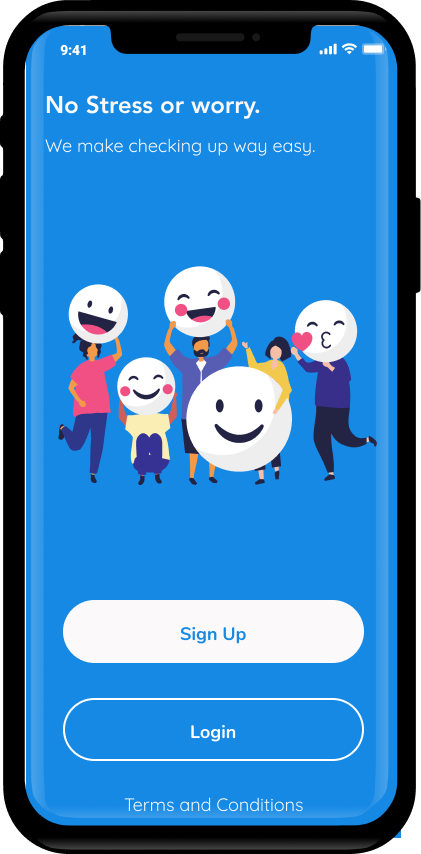 9:41
No Stress or worry.
We make checking up way easy.
Sign Up
Login
Terms and Conditions